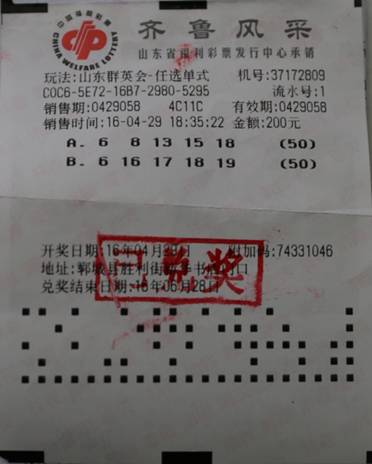 中国福利彩票
CHINA WELFARE LOTTERY
齐鲁风采
山东省福利彩票发行中心承销
玩法:山东群英会-任选单式 机号:37172809
C0C6-5E72-16B7-2980-5295 流水号:1
销售期:0429058 4C11C 有效期:0429058
销售时间:16-04-29 18:35:22 金额:200元
A. 6 8 13 15 18 (50)
B. 6 16 17 18 19 (50)
开奖日期:16年04月29日 附加码:74331046
地址:郓城县胜利街 口
兑奖结束日期:16年06月28日
已兑奖